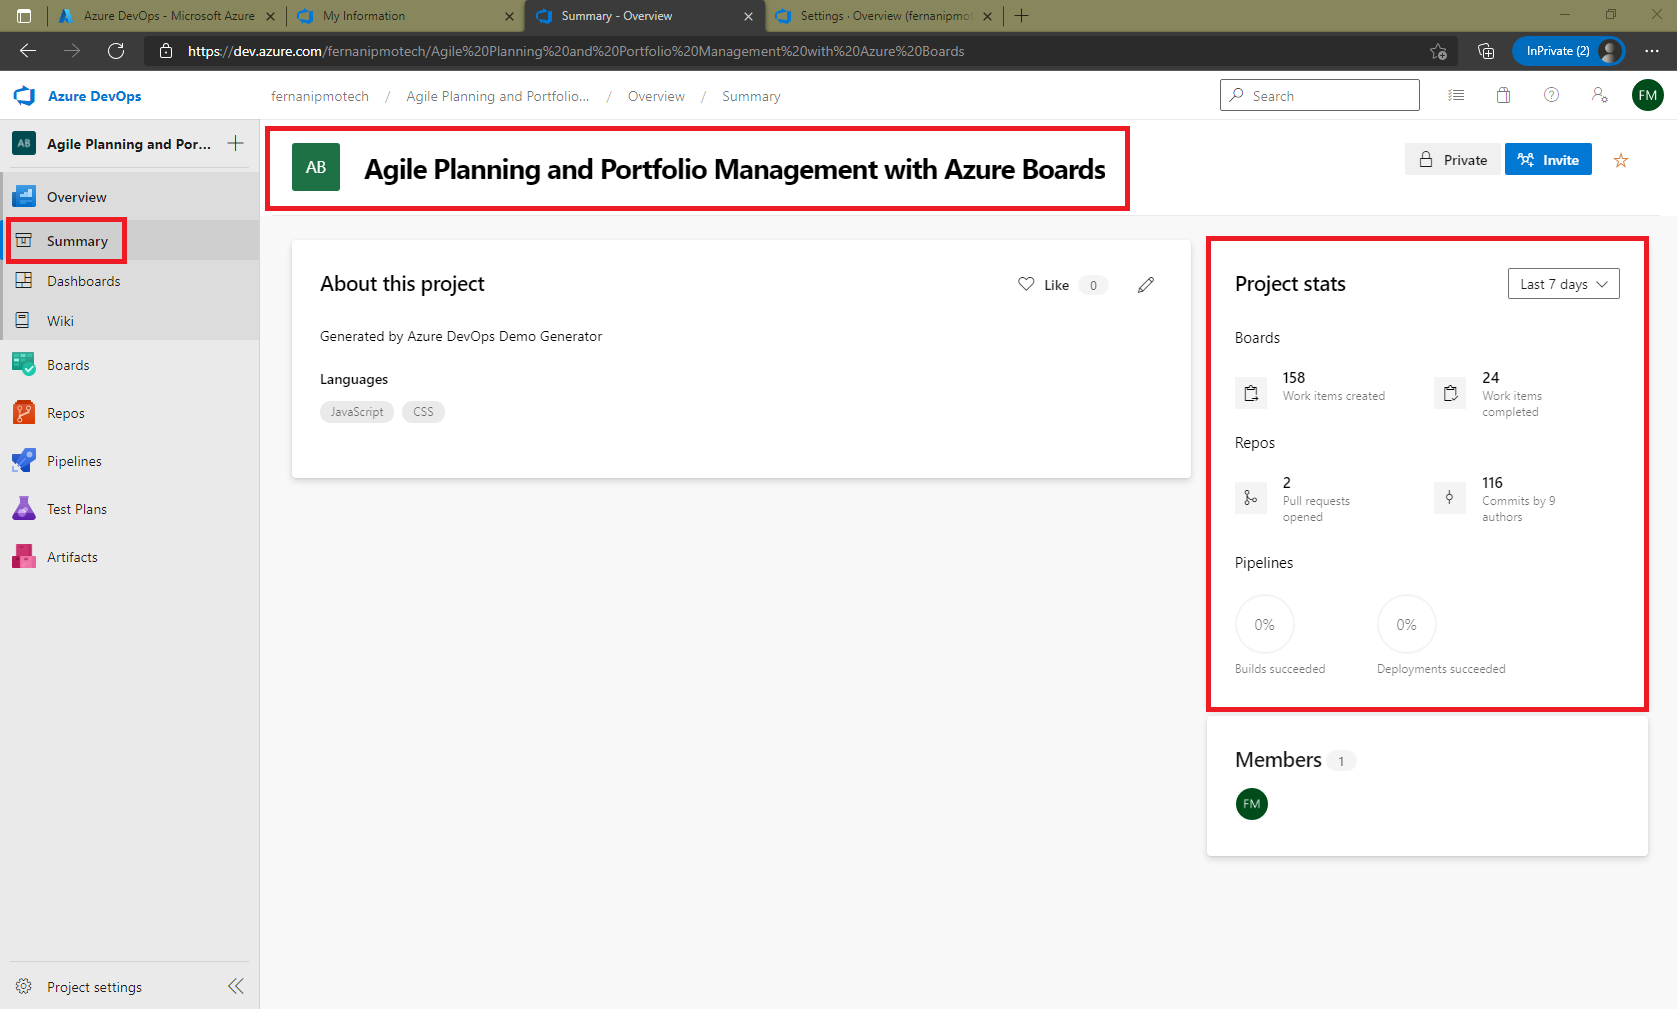 Azure DevOps - Microsoft Azure
My Information
Summary - Overview
Settings · Overview (fernanipmot
https://dev.azure.com/fernanipmotech/Agile%20Planning%20and%20Portfolio%20Management%20with%20Azure%20Boards
InPrivate (2)
Azure DevOps
fernanipmotech / Agile Planning and Portfolio... / Overview / Summary
Search
FM
AB
Agile Planning and Por...
Overview
Summary
Dashboards
Wiki
Boards
Repos
Pipelines
Test Plans
Artifacts
Project settings
AB
Agile Planning and Portfolio Management with Azure Boards
Private
Invite
About this project
Like 0
Generated by Azure DevOps Demo Generator
Languages
JavaScript CSS
Project stats
Last 7 days
Boards
158
Work items created
24
Work items
completed
Repos
2
Pull requests
opened
116
Commits by 9
authors
Pipelines
0%
Builds succeeded
0%
Deployments succeeded
Members 1
FM